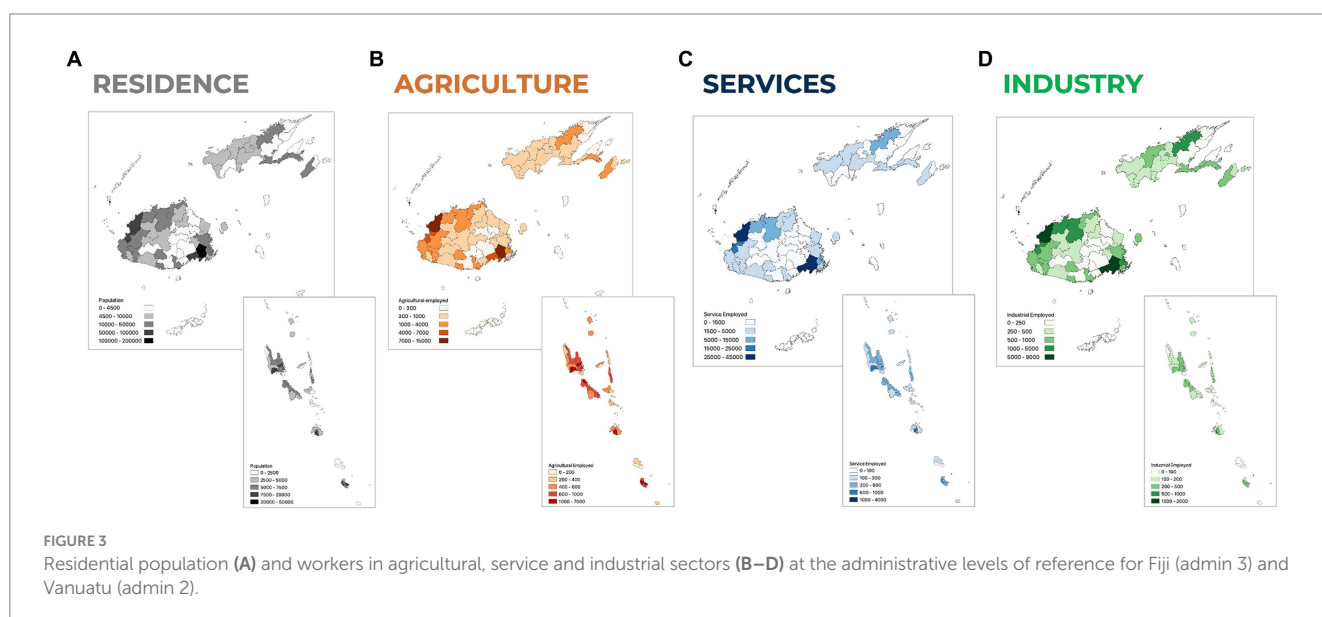 A
RESIDENCE
Population
0 - 4500
4500 - 10000
10000 - 50000
50000 - 100000
100000 - 200000
Population
0 - 2500
2500 - 5000
5000 - 7500
7500 - 20000
20000 - 50000
B
AGRICULTURE
Agricultural employed
0 - 300
300 - 1000
1000 - 4000
4000 - 7000
7000 - 15000
Agricultural Employed
0 - 200
200 - 400
400 - 600
600 - 1000
1000 - 7500
C
SERVICES
Service Employed
0 - 1500
1500 - 5000
5000 - 15000
15000 - 25000
25000 - 45000
Service Employed
0 - 100
100 - 300
300 - 600
600 - 1000
1000 - 4000
D
INDUSTRY
Industrial Employed
0 - 250
250 - 500
500 - 1000
1000 - 5000
5000 - 9000
Industrial Employed
0 - 100
100 - 200
200 - 500
500 - 1000
1000 - 2000
FIGURE 3
Residential population (A) and workers in agricultural, service and industrial sectors (B–D) at the administrative levels of reference for Fiji (admin 3) and
Vanuatu (admin 2).